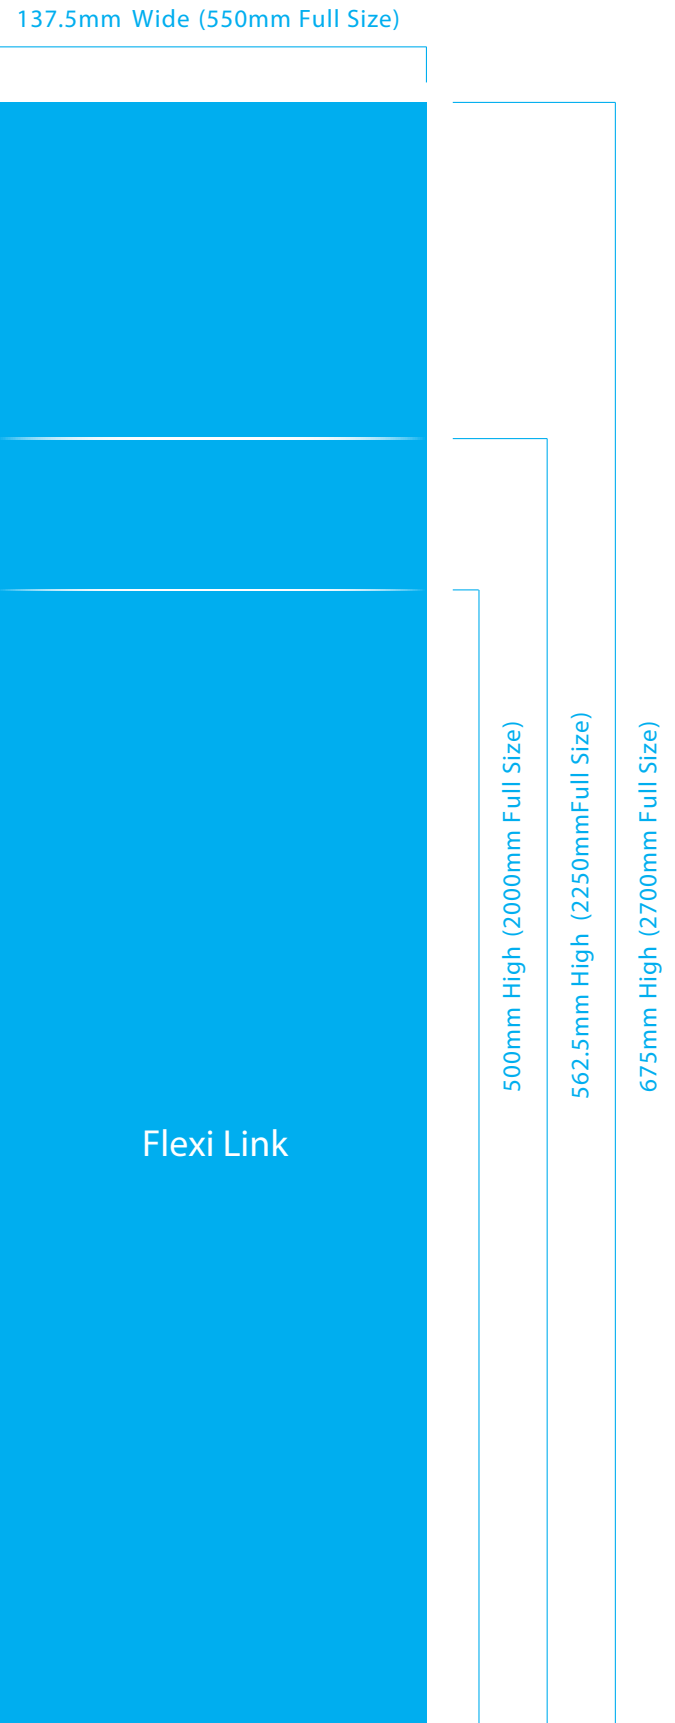 137.5mm Wide (550mm Full Size)
500mm High (2000mm Full Size)
562.5mm High (2250mmFull Size)
675mm High (2700mm Full Size)
Flexi Link